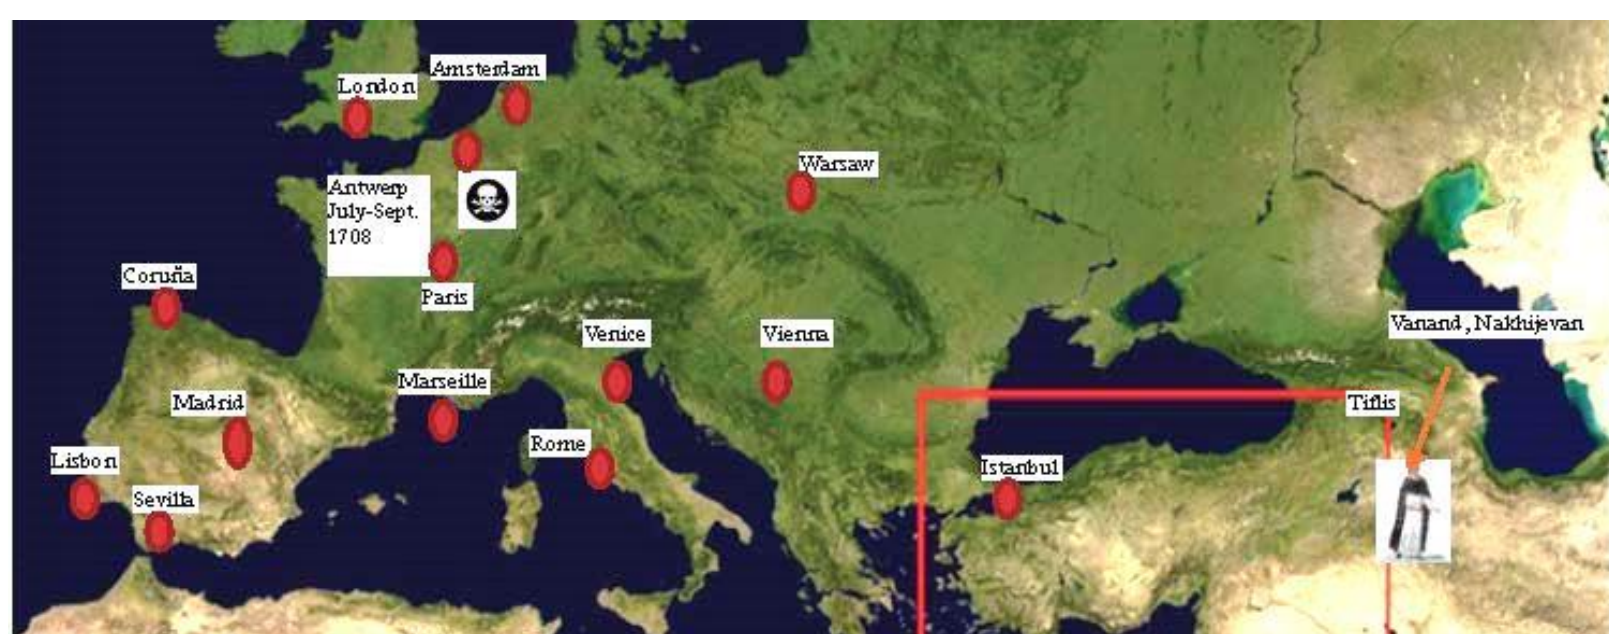 Amsterdam
London
Warsaw
Antwerp
July-Sept.
1708
Coruña
Paris
Vanand, Nakhijevan
Venice
Vienna
Marseille
Madrid
Tiflis
Rome
Lisbon
Istanbul
Sevilla